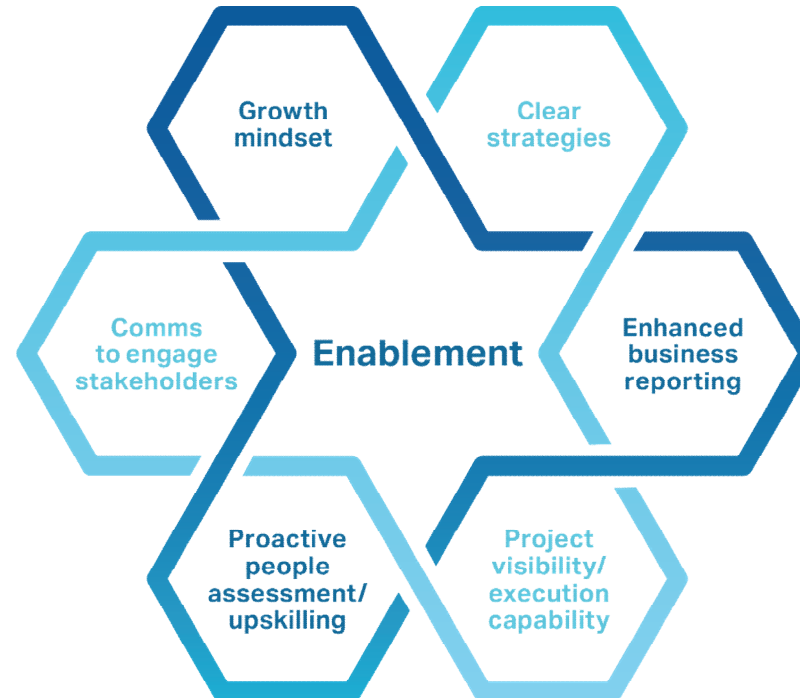 Growth
mindset
Clear
strategies
Comms
to engage
stakeholders
Enablement
Enhanced
business
reporting
Proactive
people
assessment/
upskilling
Project
visibility/
execution
capability